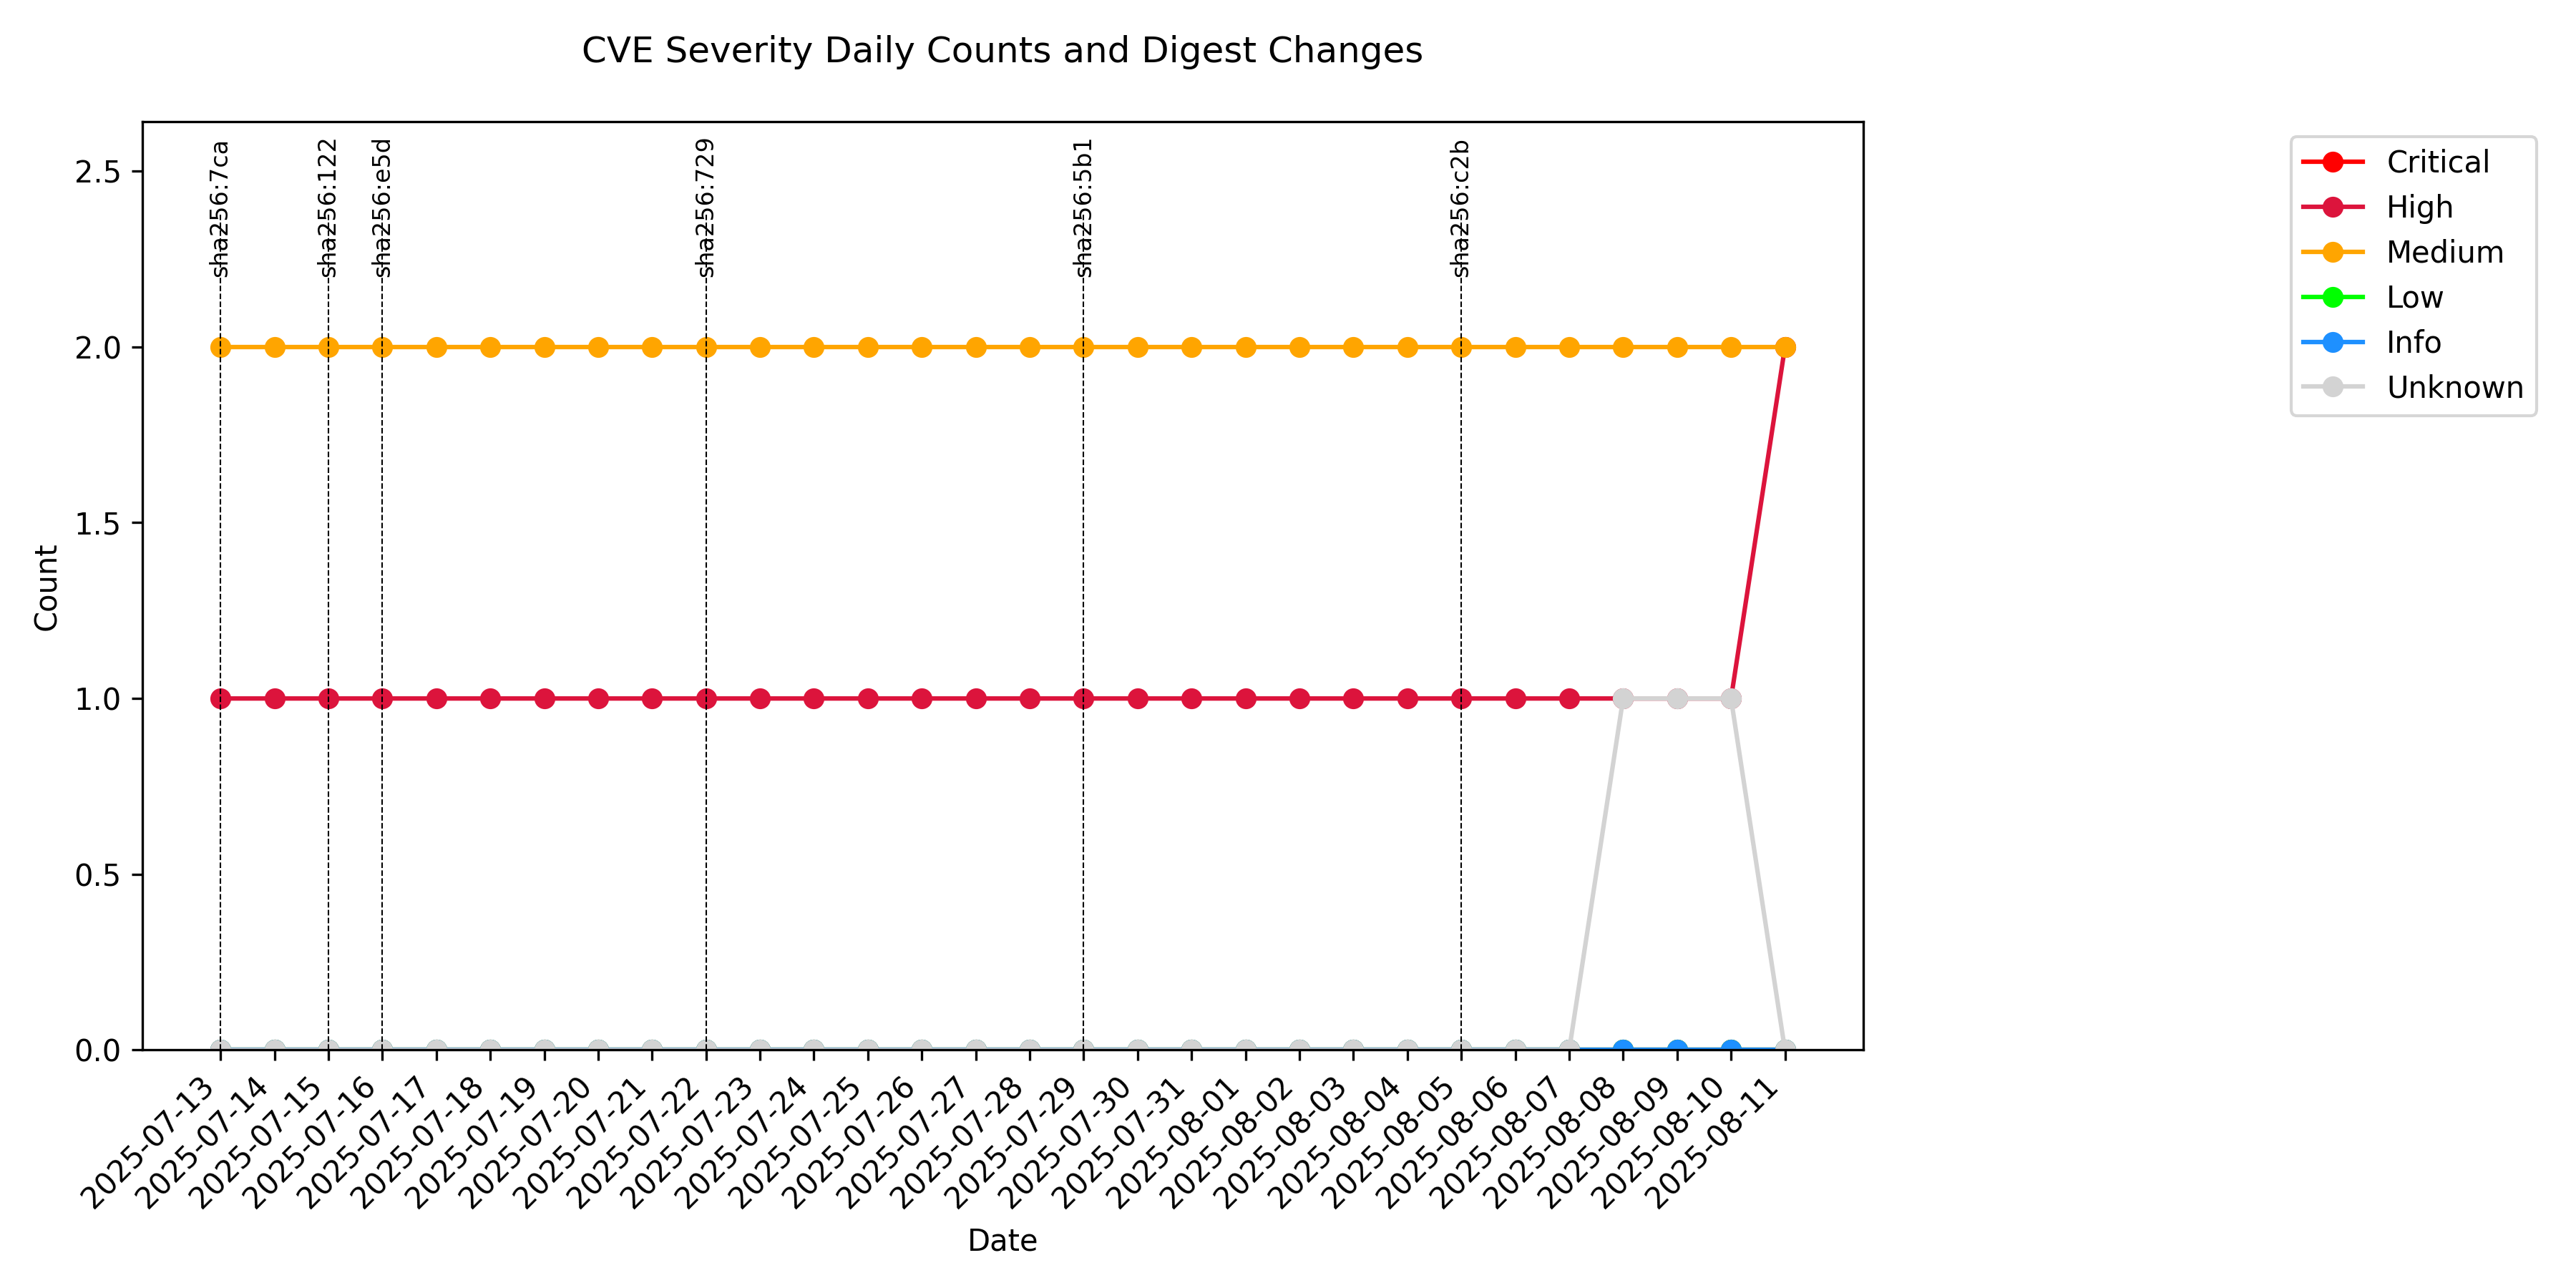 CVE Severity Daily Counts and Digest Changes
sha256:7ca
sha256:122
sha256:e5d
sha256:729
sha256:5b1
sha256:c2b
Critical
High
Medium
Low
Info
Unknown
2.5
2.0
1.5
1.0
0.5
0.0
Count
2025-07-13
2025-07-14
2025-07-15
2025-07-16
2025-07-17
2025-07-18
2025-07-19
2025-07-20
2025-07-21
2025-07-22
2025-07-23
2025-07-24
2025-07-25
2025-07-26
2025-07-27
2025-07-28
2025-07-29
2025-07-30
2025-07-31
2025-08-01
2025-08-02
2025-08-03
2025-08-04
2025-08-05
2025-08-06
2025-08-07
2025-08-08
2025-08-09
2025-08-10
2025-08-11
Date